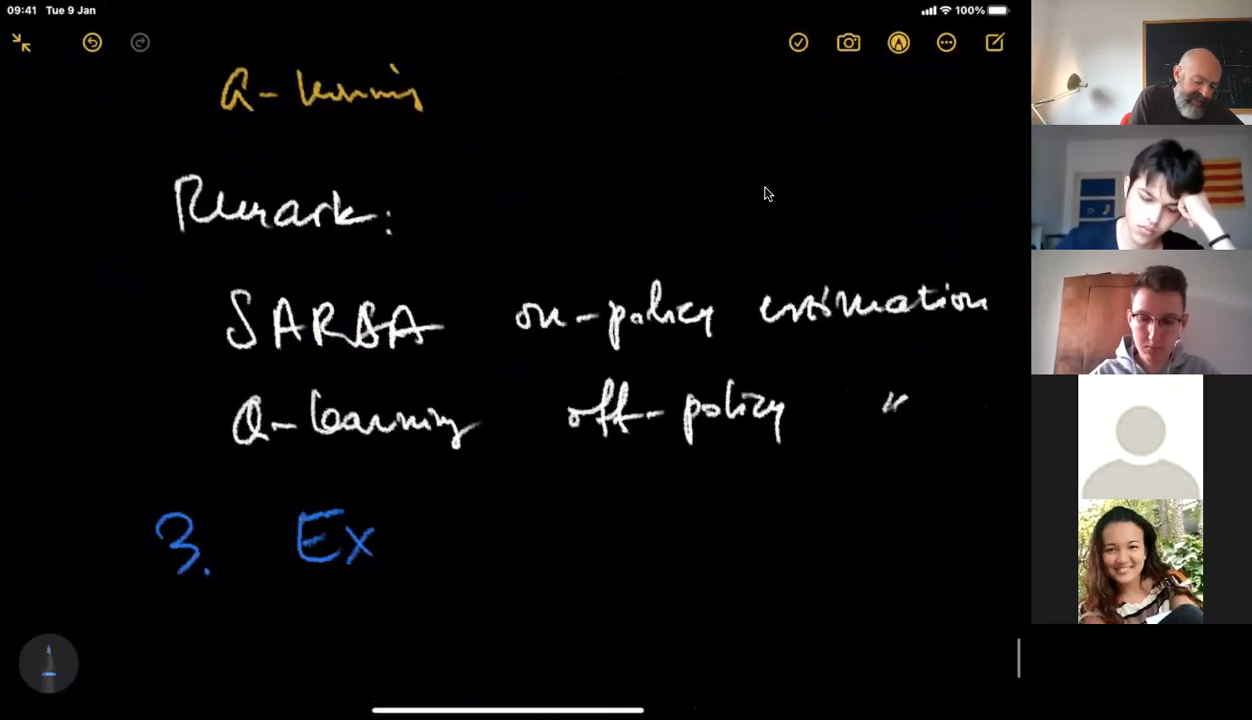 09:41 Tue 9 Jan 100%
Q-learning
Remark:
SARSA on-policy estimation
Q-learning off-policy "
3. Ex